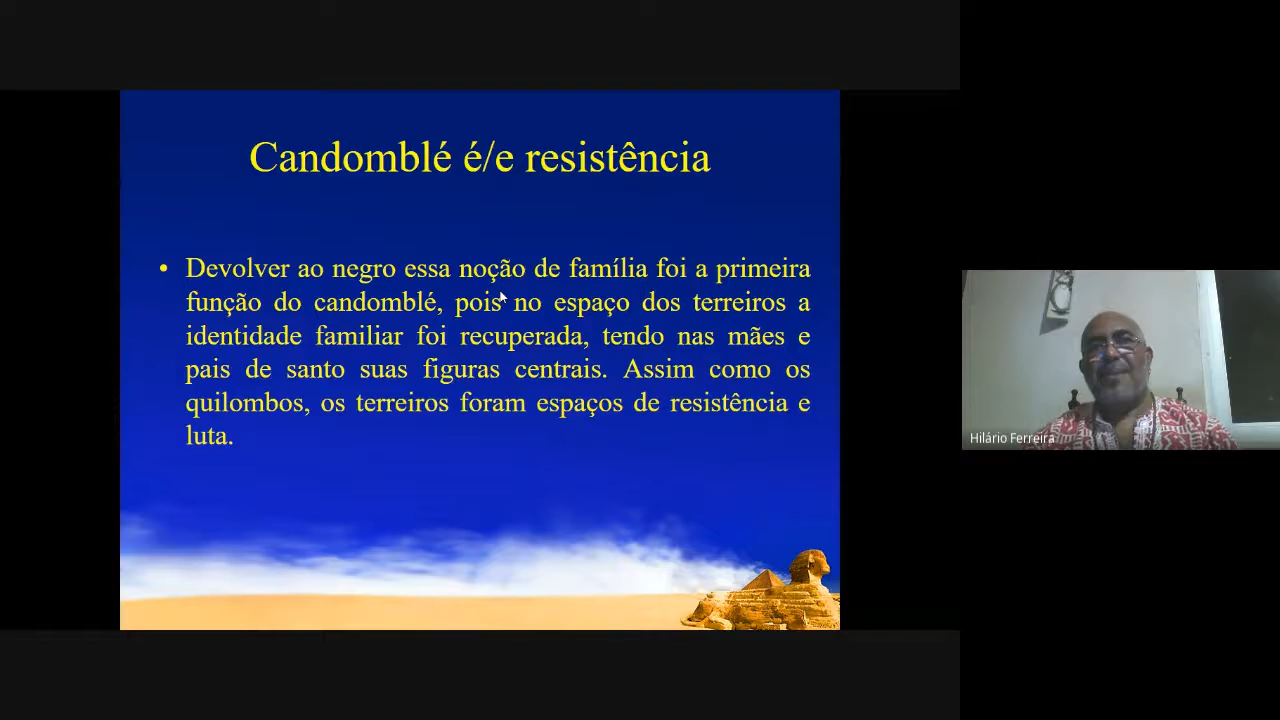 Candomblé é/e resistência
• Devolver ao negro essa noção de família foi a primeira
função do candomblé, pois no espaço dos terreiros a
identidade familiar foi recuperada, tendo nas mães e
pais de santo suas figuras centrais. Assim como os
quilombos, os terreiros foram espaços de resistência e
luta.
Hilário Ferreira